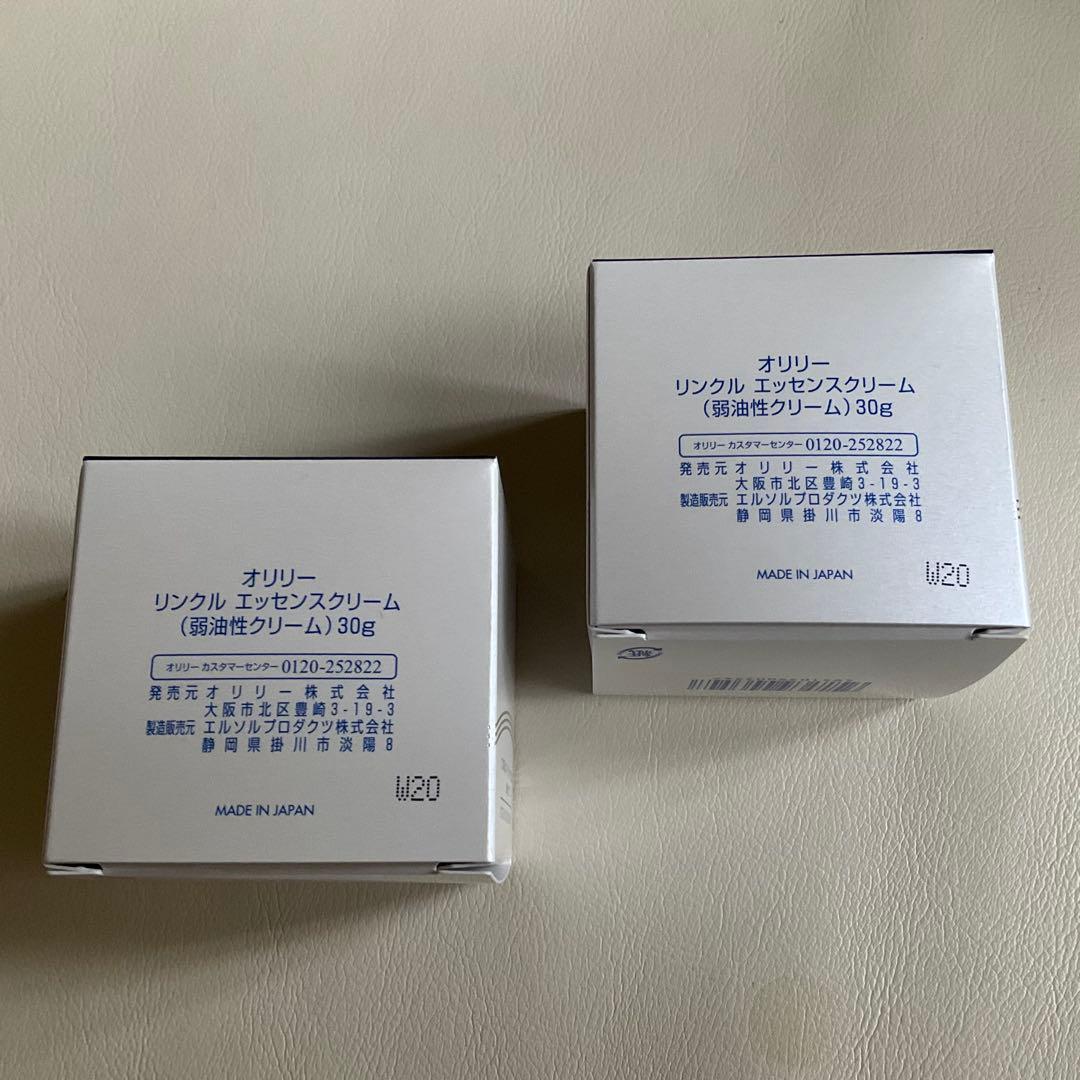 オリリー
リンクル エッセンスクリーム
(弱油性クリーム)30g
オリリー カスタマーセンター 0120-252822
発売元 オリリー株式会社
大阪市北区豊崎3-19-3
製造販売元 エルソルプロダクツ株式会社
静岡県掛川市淡陽8
W20
MADE IN JAPAN
オリリー
リンクル エッセンスクリーム
(弱油性クリーム)30g
オリリー カスタマーセンター 0120-252822
発売元 オリリー株式会社
大阪市北区豊崎3-19-3
製造販売元 エルソルプロダクツ株式会社
静岡県掛川市淡陽8
MADE IN JAPAN
W20